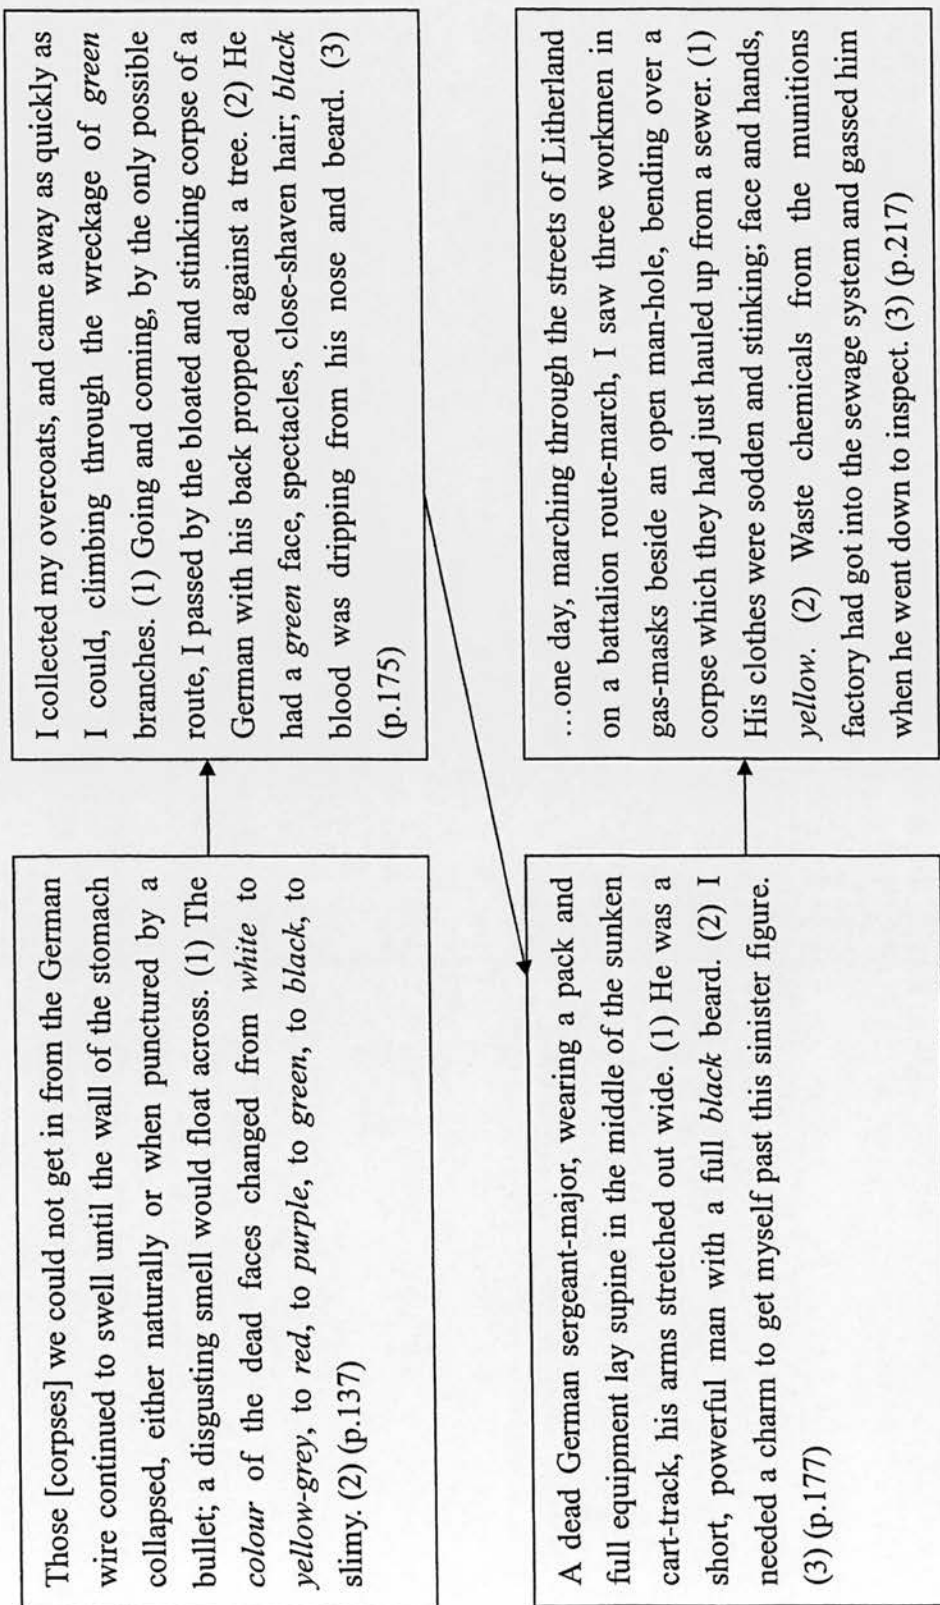 Those [corpses] we could not get in from the German
wire continued to swell until the wall of the stomach
collapsed, either naturally or when punctured by a
bullet; a disgusting smell would float across. (1) The
colour of the dead faces changed from white to
yellow-grey, to red, to purple, to green, to black, to
slimy. (2) (p.137)
I collected my overcoats, and came away as quickly as
I could, climbing through the wreckage of green
branches. (1) Going and coming, by the only possible
route, I passed by the bloated and stinking corpse of a
German with his back propped against a tree. (2) He
had a green face, spectacles, close-shaven hair; black
blood was dripping from his nose and beard. (3)
(p.175)
A dead German sergeant-major, wearing a pack and
full equipment lay supine in the middle of the sunken
cart-track, his arms stretched out wide. (1) He was a
short, powerful man with a full black beard. (2) I
needed a charm to get myself past this sinister figure.
(3) (p.177)
…one day, marching through the streets of Litherland
on a battalion route-march, I saw three workmen in
gas-masks beside an open man-hole, bending over a
corpse which they had just hauled up from a sewer. (1)
His clothes were sodden and stinking; face and hands,
yellow. (2) Waste chemicals from the munitions
factory had got into the sewage system and gassed him
when he went down to inspect. (3) (p.217)